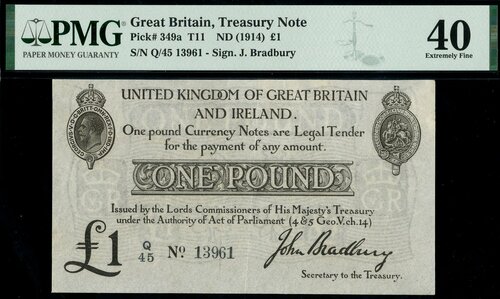 PMG
PAPER MONEY GUARANTY
Great Britain, Treasury Note
Pick# 349a T11 ND (1914) £1
S/N Q/45 13961 - Sign. J. Bradbury
40
Extremely Fine
UNITED KINGDOM OF GREAT BRITAIN
AND IRELAND.
One pound Currency Notes are Legal Tender
for the payment of any amount.
ONE POUND
Issued by the Lords Commissioners of His Majesty's Treasury
under the Authority of Act of Parliament (4 & 5 Geo.V. ch.14)
£1 Q/45 No. 13961
John Bradbury
Secretary to the Treasury.